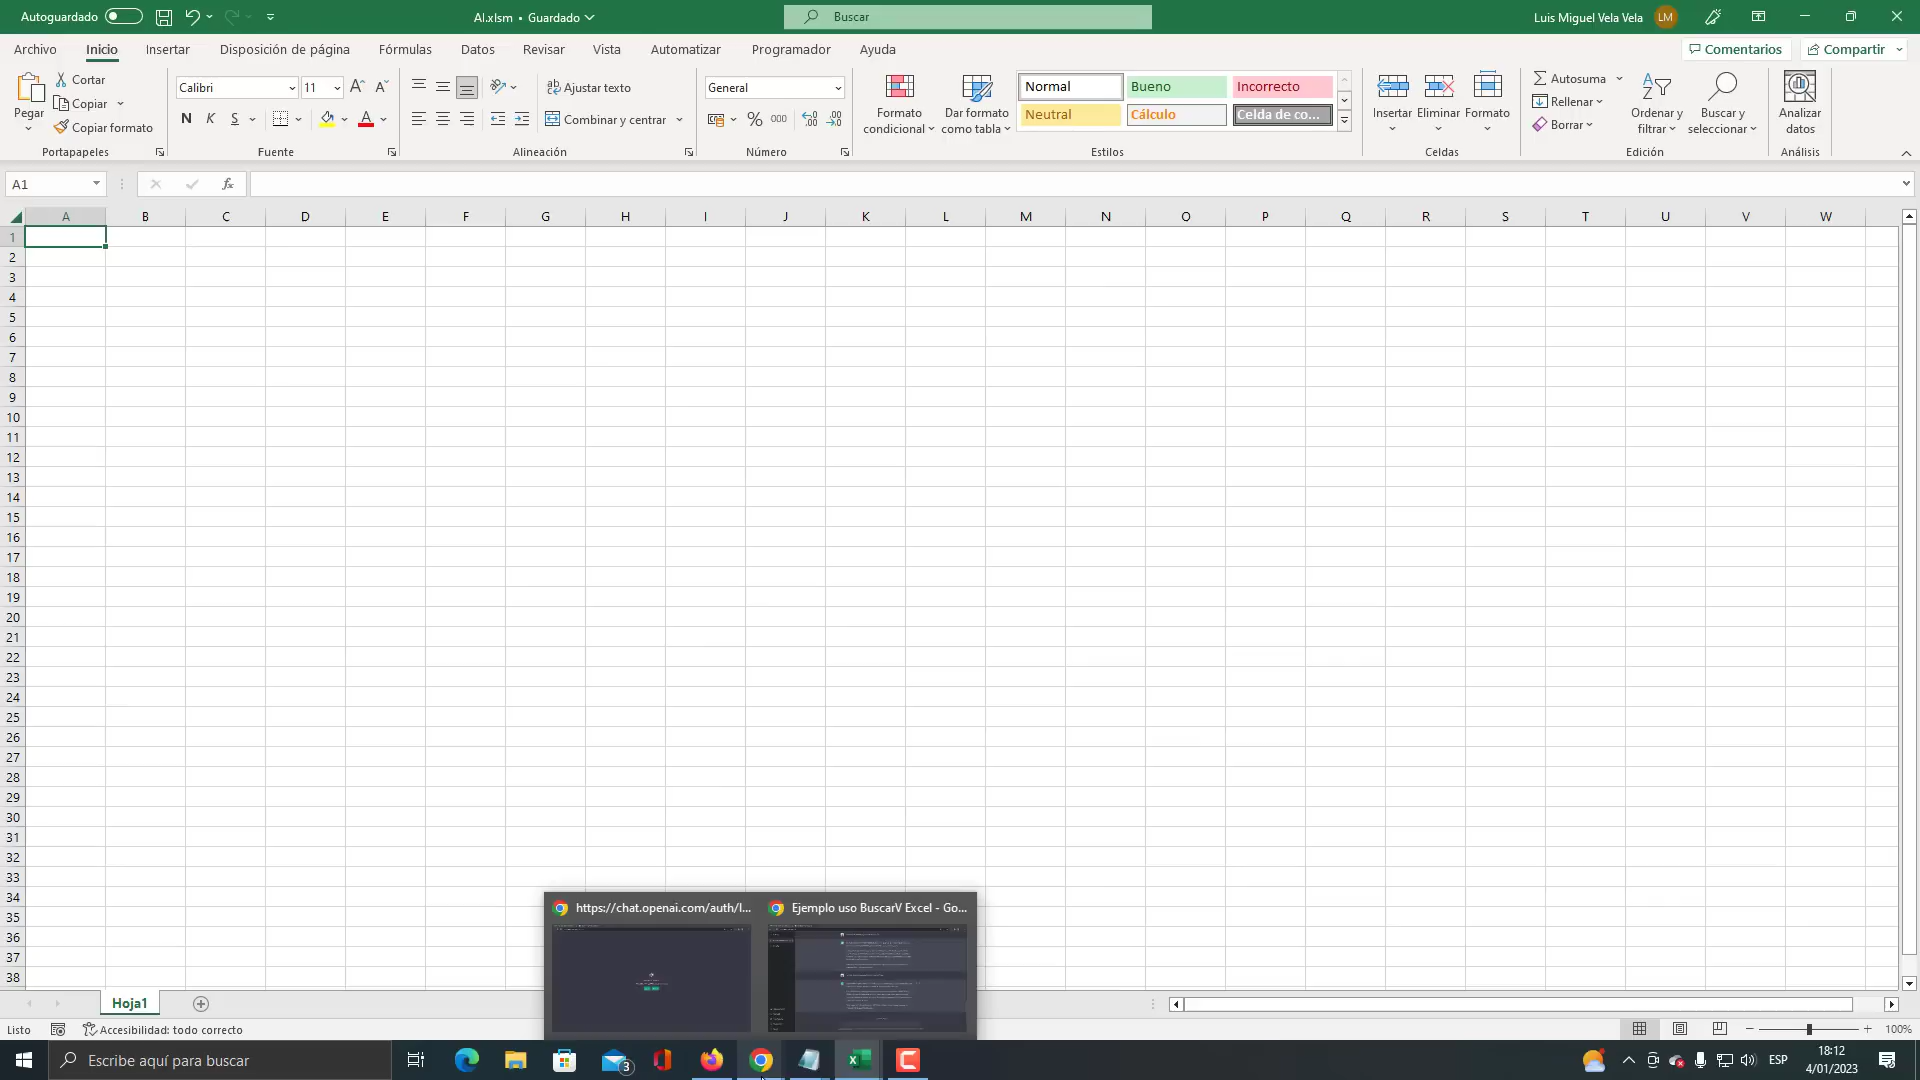 Autoguardado
AI.xlsm • Guardado
Buscar
Luis Miguel Vela Vela
LM
Archivo Inicio Insertar Disposición de página Fórmulas Datos Revisar Vista Automatizar Programador Ayuda
Comentarios
Compartir
Pegar
Cortar
Copiar
Copiar formato
Portapapeles
Calibri
11
N K S
Fuente
Ajustar texto
Combinar y centrar
Alineación
General
% 000
Número
Formato condicional
Dar formato como tabla
Normal Bueno Incorrecto
Neutral Cálculo Celda de co...
Estilos
Insertar Eliminar Formato
Celdas
Autosuma
Rellenar
Borrar
Ordenar y filtrar
Buscar y seleccionar
Edición
Analizar datos
Análisis
A1
fx
A B C D E F G H I J K L M N O P Q R S T U V W
1
2
3
4
5
6
7
8
9
10
11
12
13
14
15
16
17
18
19
20
21
22
23
24
25
26
27
28
29
30
31
32
33
34
35
36
37
38
https://chat.openai.com/auth/l...
Ejemplo uso BuscarV Excel - Go...
Hoja1
Listo
Accesibilidad: todo correcto
100%
Escribe aquí para buscar
3
ESP
18:12
4/01/2023